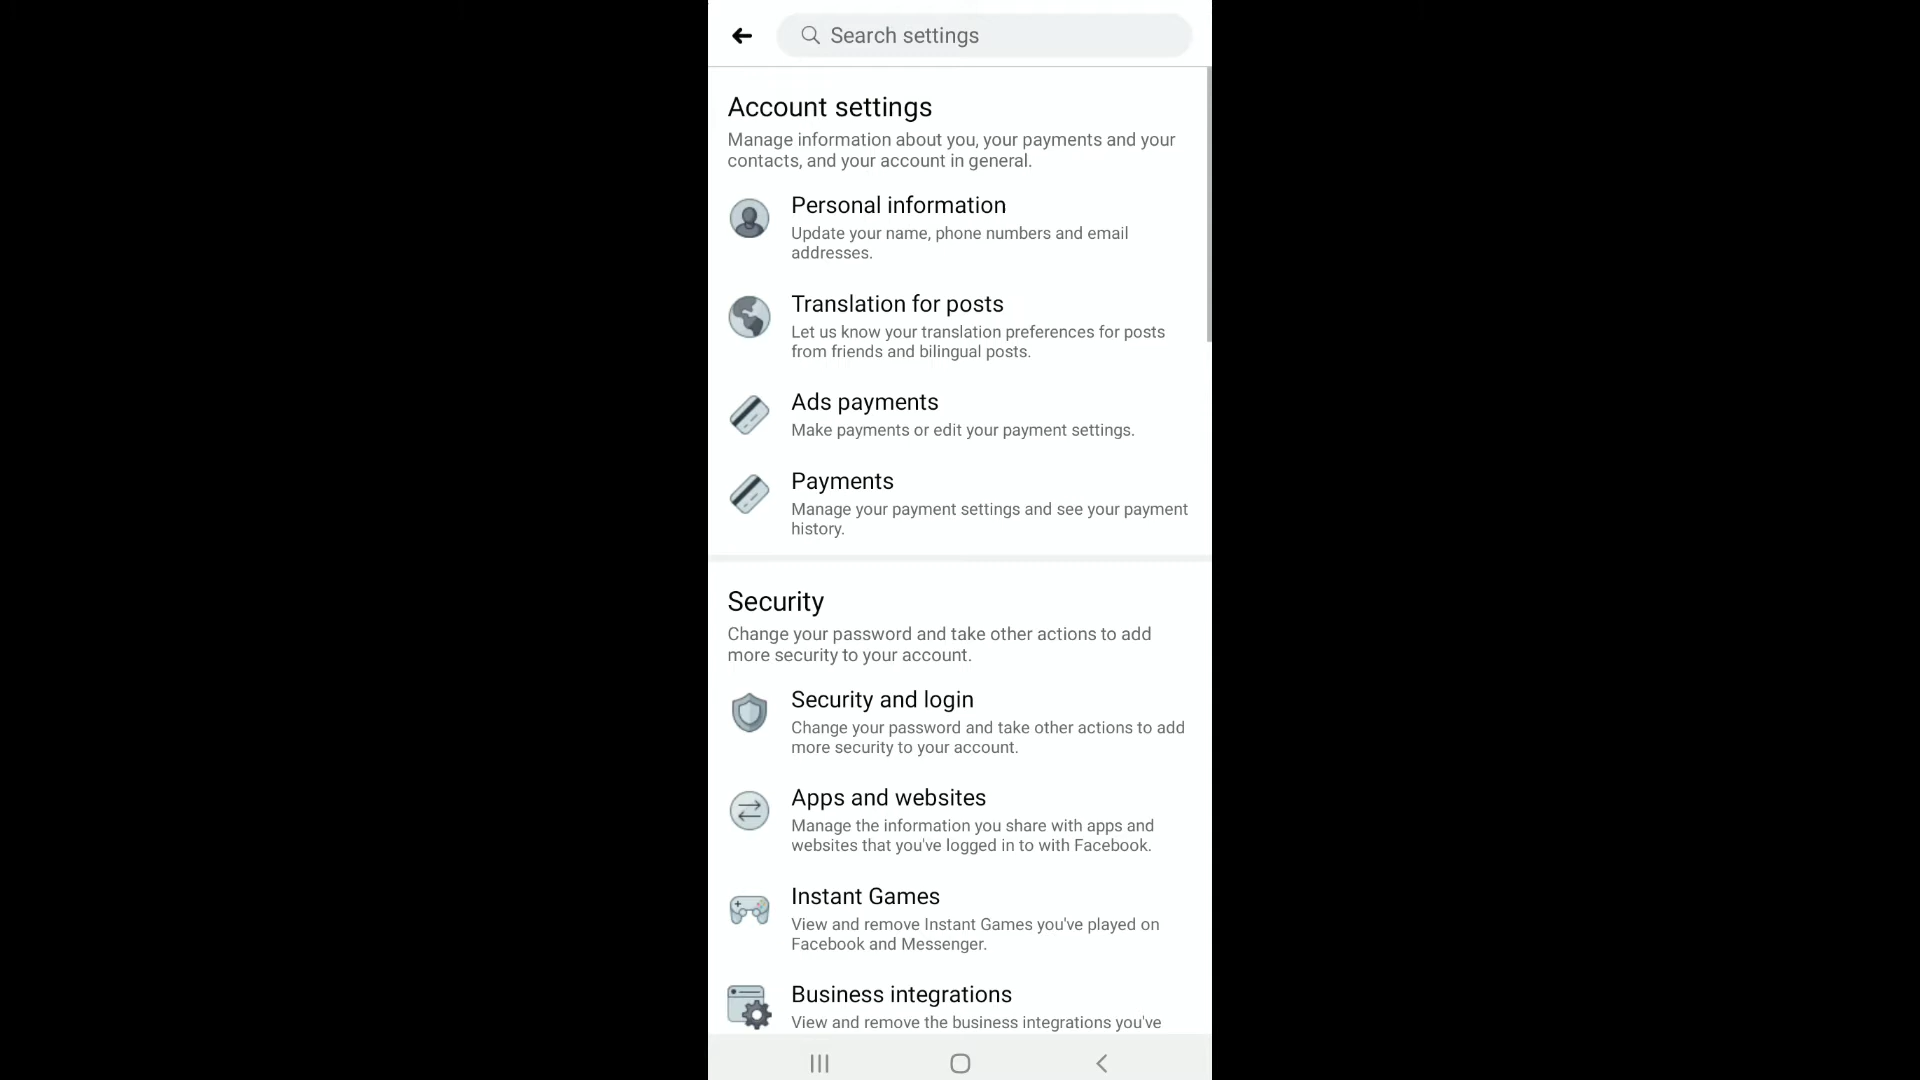 Search settings
Account settings
Manage information about you, your payments and your
contacts, and your account in general.
Personal information
Update your name, phone numbers and email
addresses.
Translation for posts
Let us know your translation preferences for posts
from friends and bilingual posts.
Ads payments
Make payments or edit your payment settings.
Payments
Manage your payment settings and see your payment
history.
Security
Change your password and take other actions to add
more security to your account.
Security and login
Change your password and take other actions to add
more security to your account.
Apps and websites
Manage the information you share with apps and
websites that you've logged in to with Facebook.
Instant Games
View and remove Instant Games you've played on
Facebook and Messenger.
Business integrations
View and remove the business integrations you've